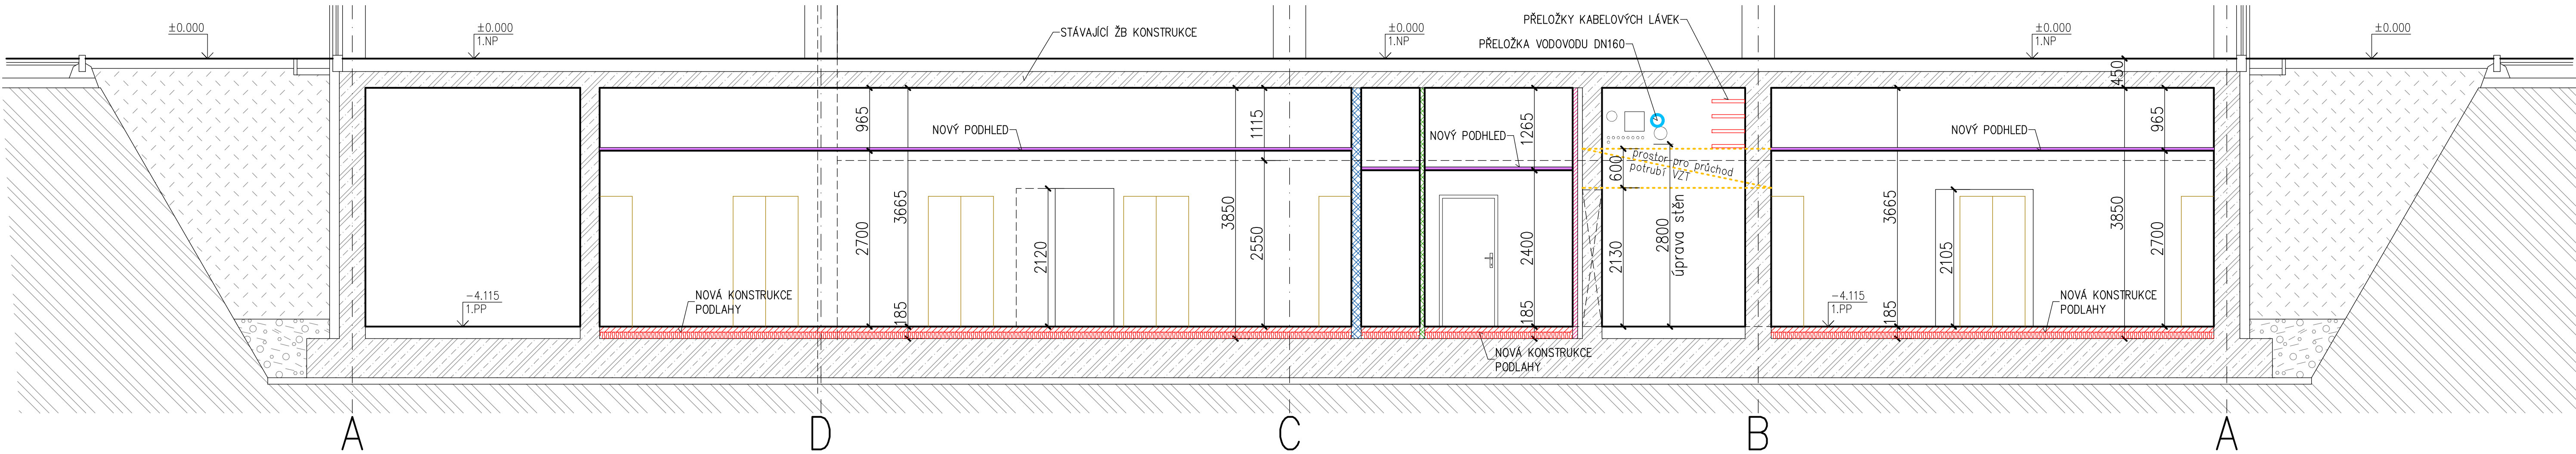 ±0.000
±0.000
1.NP
STÁVAJÍCÍ ŽB KONSTRUKCE
±0.000
1.NP
PŘELOŽKY KABELOVÝCH LÁVEK
PŘELOŽKA VODOVODU DN160
±0.000
1.NP
±0.000
450
965
3665
2700
185
NOVÝ PODHLED
2120
3850
1115
2550
NOVÝ PODHLED
1265
2400
185
prostor pro průchod
potrubí VZT
600
2130
2800
úprava stěn
NOVÝ PODHLED
3665
185
2105
3850
965
2700
-4.115
1.PP
NOVÁ KONSTRUKCE
PODLAHY
NOVÁ KONSTRUKCE
PODLAHY
-4.115
1.PP
NOVÁ KONSTRUKCE
PODLAHY
A
D
C
B
A